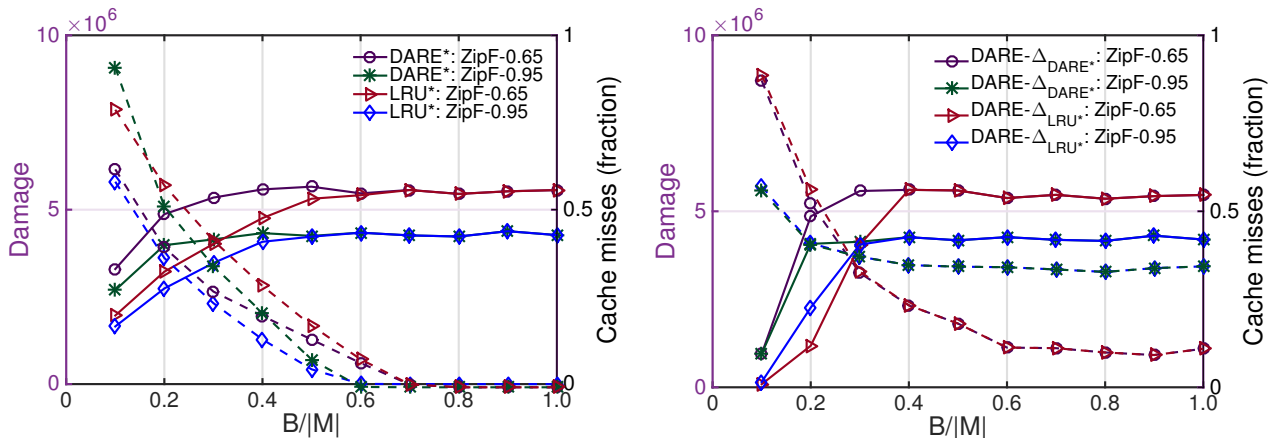 10 × 10⁶
5
0
Damage
DARE*: ZipF-0.65
DARE*: ZipF-0.95
LRU*: ZipF-0.65
LRU*: ZipF-0.95
1
0.5
0
Cache misses (fraction)
0 0.2 0.4 0.6 0.8 1.0
B/|M|
10 × 10⁶
5
0
Damage
DARE-Δ_DARE*: ZipF-0.65
DARE-Δ_DARE*: ZipF-0.95
DARE-Δ_LRU*: ZipF-0.65
DARE-Δ_LRU*: ZipF-0.95
1
0.5
0
Cache misses (fraction)
0 0.2 0.4 0.6 0.8 1.0
B/|M|